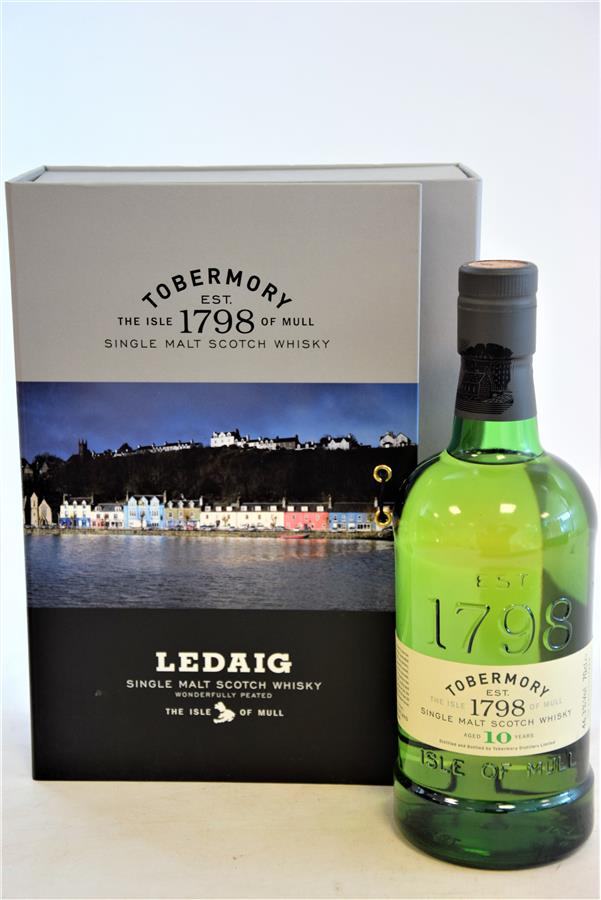 TOBERMORY
EST.
THE ISLE 1798 OF MULL
SINGLE MALT SCOTCH WHISKY
LEDAIG
SINGLE MALT SCOTCH WHISKY
WONDERFULLY PEATED
THE ISLE OF MULL
EST
1798
TOBERMORY
EST.
THE ISLE 1798 OF MULL
SINGLE MALT SCOTCH WHISKY
AGED 10 YEARS
Distilled and Bottled by Tobermory Distillers Limited
ISLE OF MULL